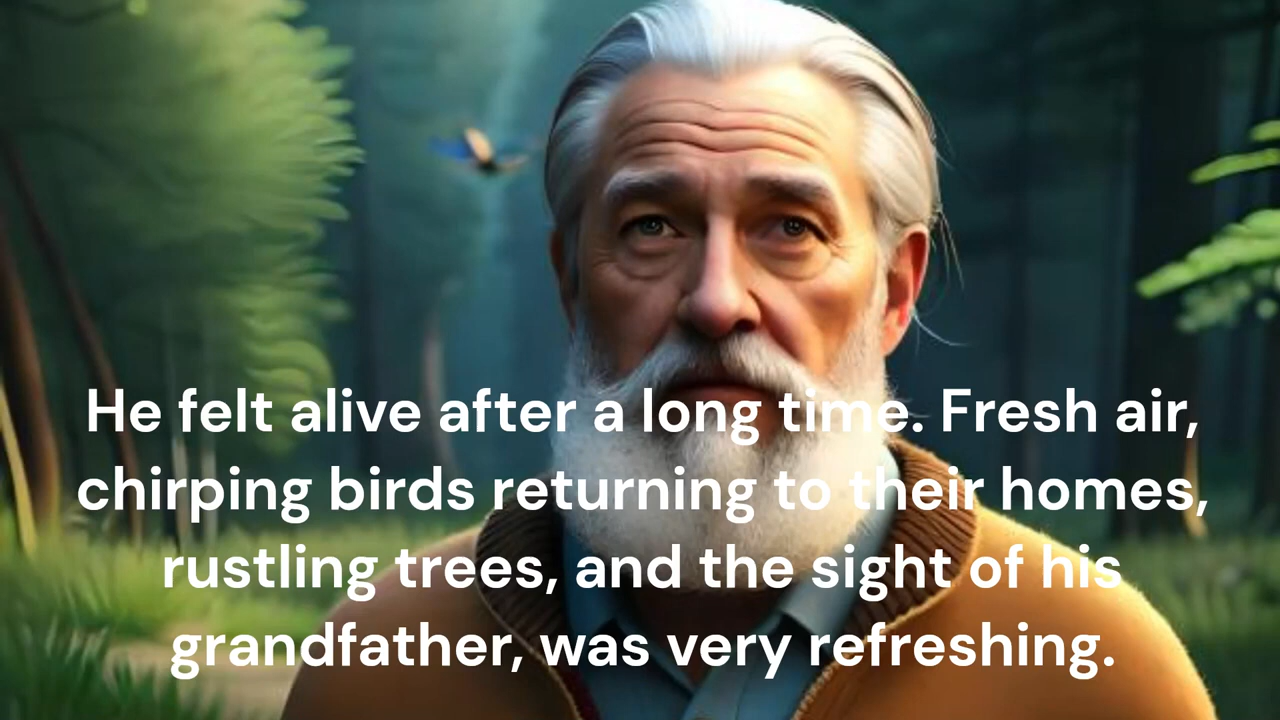 He felt alive after a long time. Fresh air,
chirping birds returning to their homes,
rustling trees, and the sight of his
grandfather, was very refreshing.